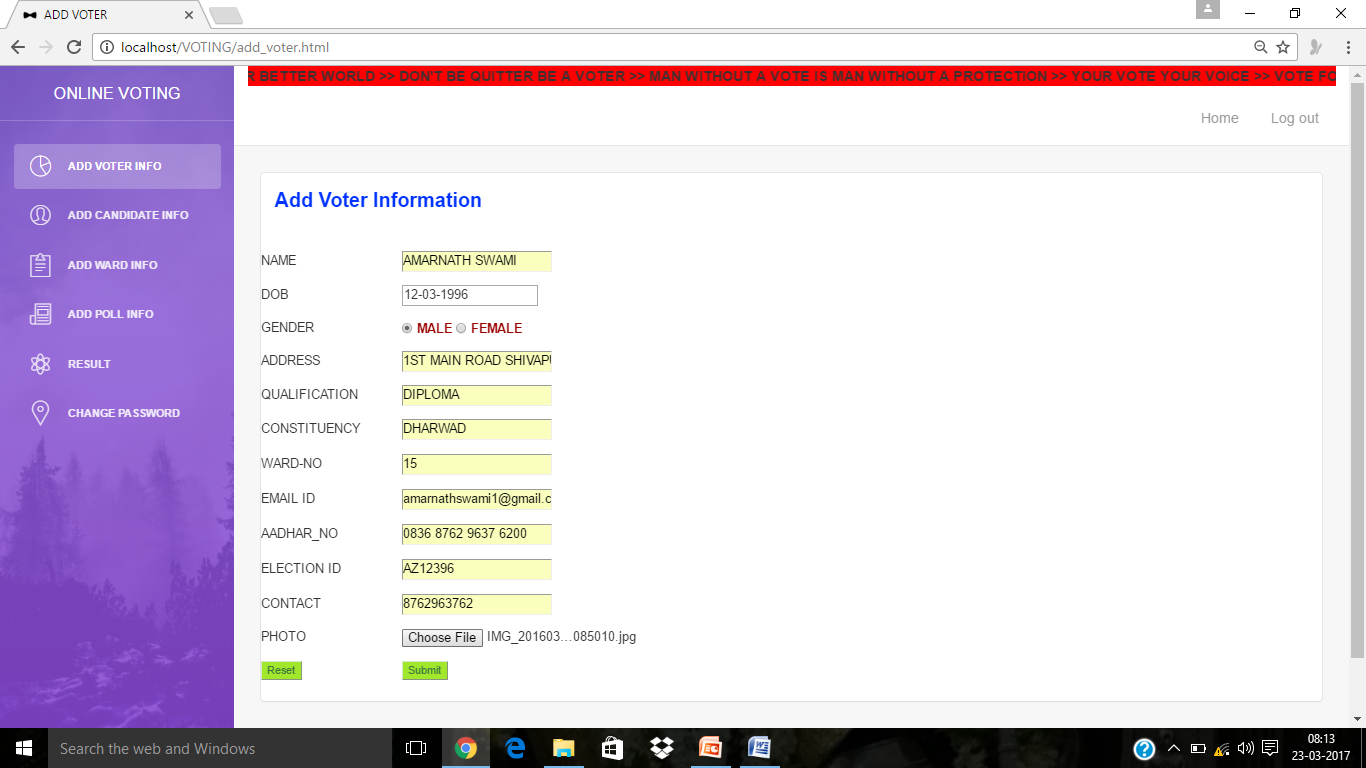 ADD VOTER
localhost/VOTING/add_voter.html
ONLINE VOTING
R BETTER WORLD >> DON'T BE QUITTER BE A VOTER >> MAN WITHOUT A VOTE IS MAN WITHOUT A PROTECTION >> YOUR VOTE YOUR VOICE >> VOTE FO
Home Log out
ADD VOTER INFO
ADD CANDIDATE INFO
ADD WARD INFO
ADD POLL INFO
RESULT
CHANGE PASSWORD
Add Voter Information
NAME AMARNATH SWAMI
DOB 12-03-1996
GENDER MALE FEMALE
ADDRESS 1ST MAIN ROAD SHIVAPU
QUALIFICATION DIPLOMA
CONSTITUENCY DHARWAD
WARD-NO 15
EMAIL ID amarnathswami1@gmail.c
AADHAR_NO 0836 8762 9637 6200
ELECTION ID AZ12396
CONTACT 8762963762
PHOTO Choose File IMG_201603...085010.jpg
Reset Submit
Search the web and Windows
08:13
23-03-2017